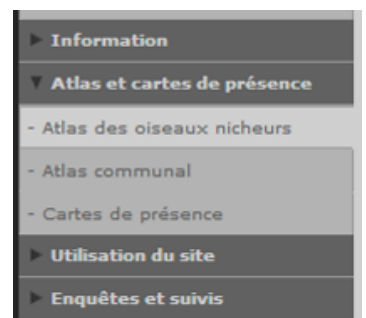 Information
Atlas et cartes de présence
- Atlas des oiseaux nicheurs
- Atlas communal
- Cartes de présence
Utilisation du site
Enquêtes et suivis